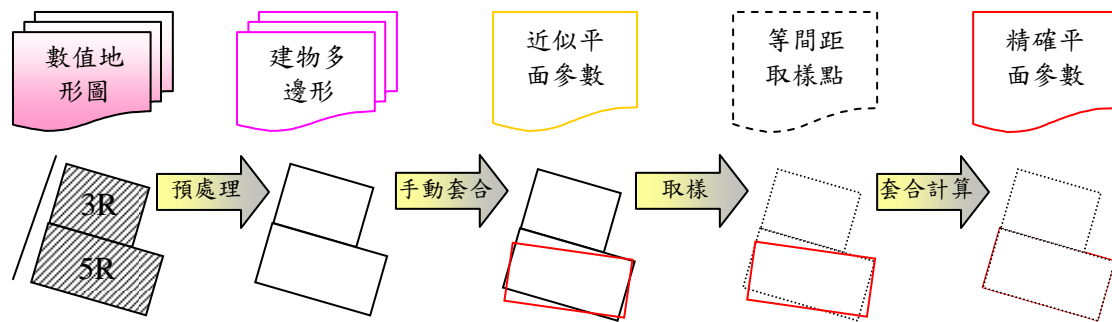 數值地
形圖
建物多
邊形
近似平
面參數
等間距
取樣點
精確平
面參數
預處理
手動套合
取樣
套合計算
3R
5R